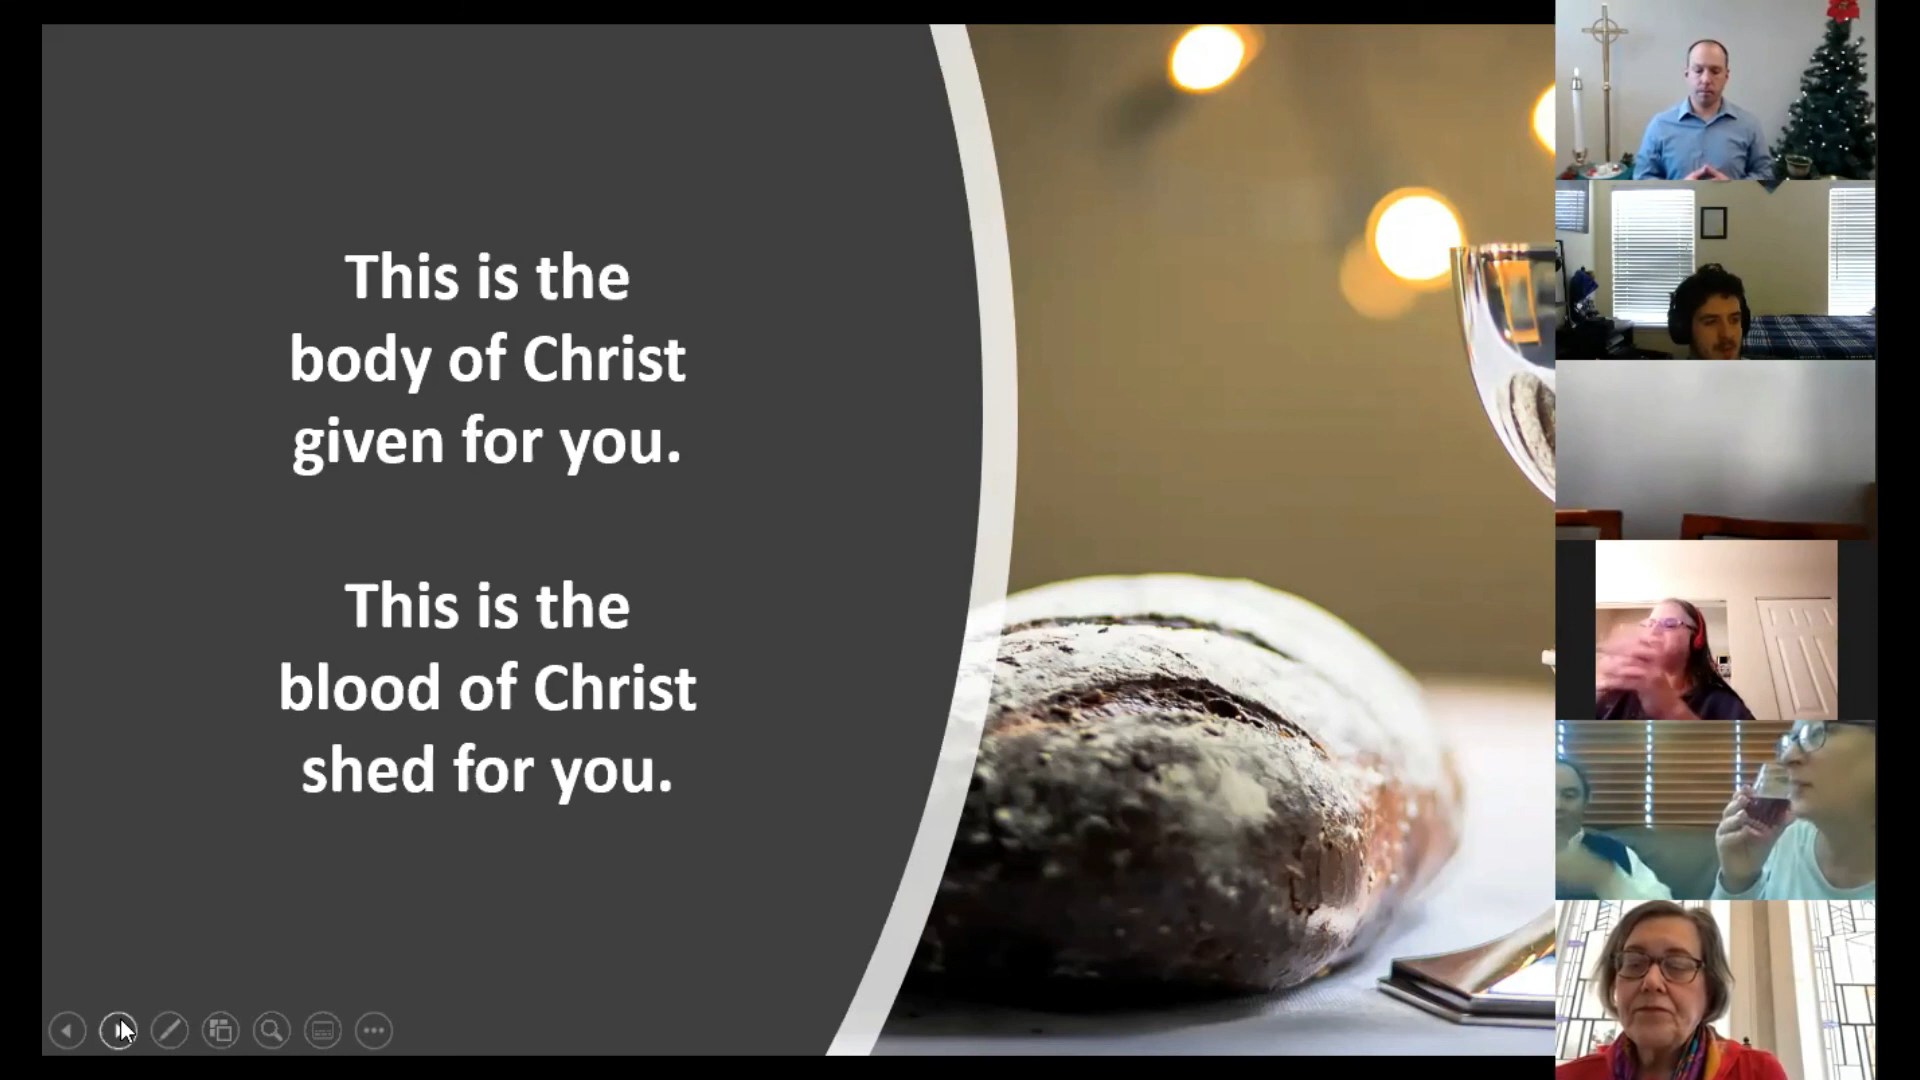 This is the
body of Christ
given for you.
This is the
blood of Christ
shed for you.